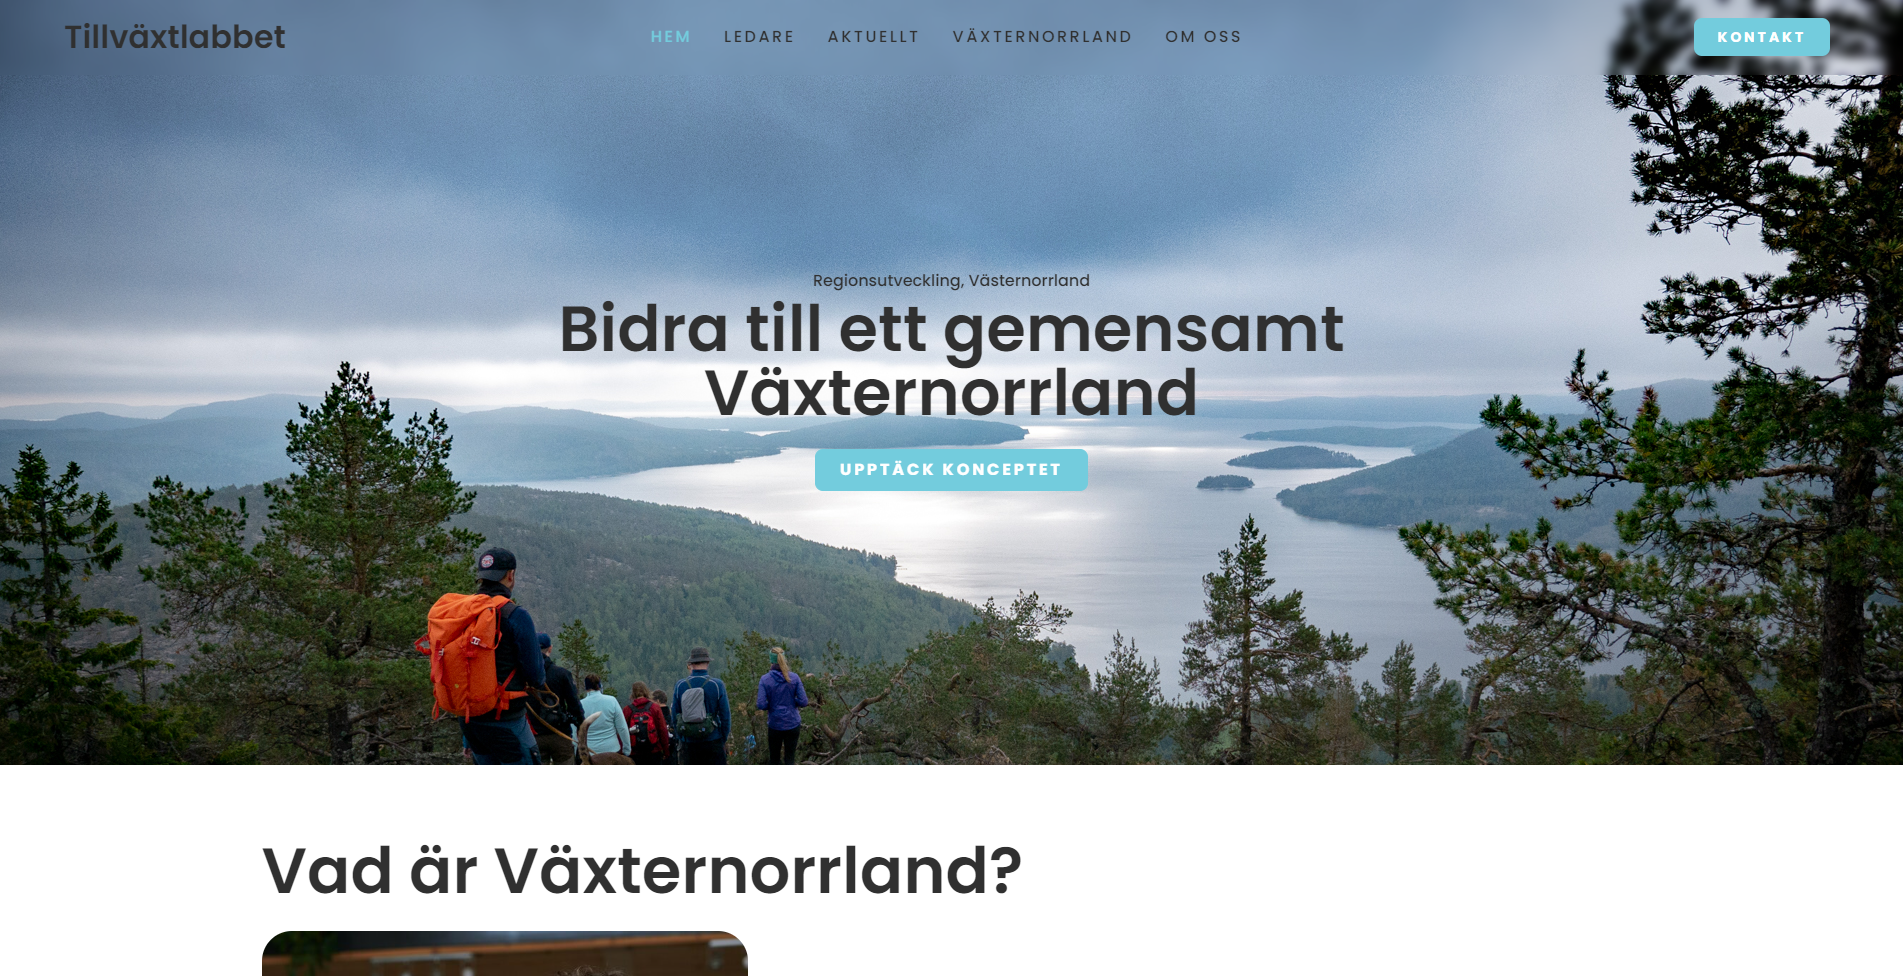 Tillväxtlabbet
HEM
LEDARE
AKTUELLT
VÄXTERNORRLAND
OM OSS
KONTAKT
Regionsutveckling, Västernorrland
Bidra till ett gemensamt
Växternorrland
UPPTÄCK KONCEPTET
Vad är Växternorrland?